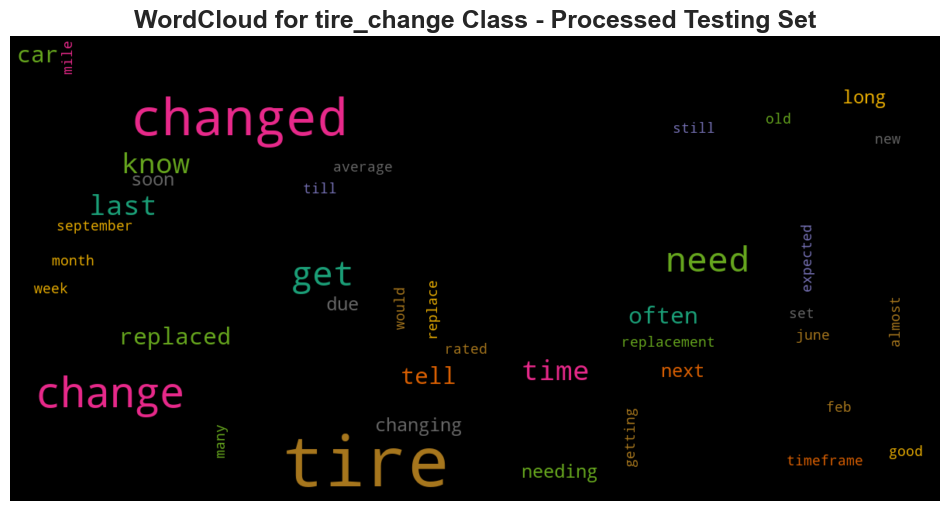 WordCloud for tire_change Class - Processed Testing Set
car
mile
changed
long
still
old
new
know
soon
average
till
last
september
month
week
get
due
would
replace
need
expected
often
set
june
almost
replaced
replacement
rated
tell
time
next
change
changing
many
tire
needing
getting
feb
timeframe
good